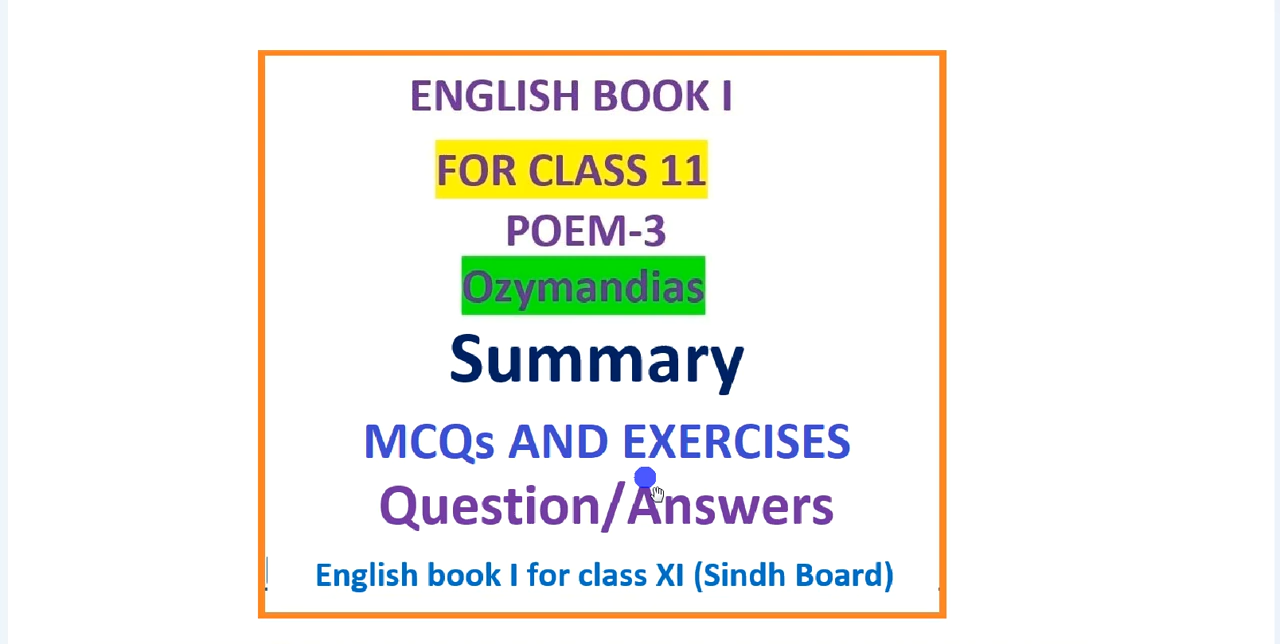 ENGLISH BOOK I
FOR CLASS 11
POEM-3
Ozymandias
Summary
MCQs AND EXERCISES
Question/Answers
English book I for class XI (Sindh Board)